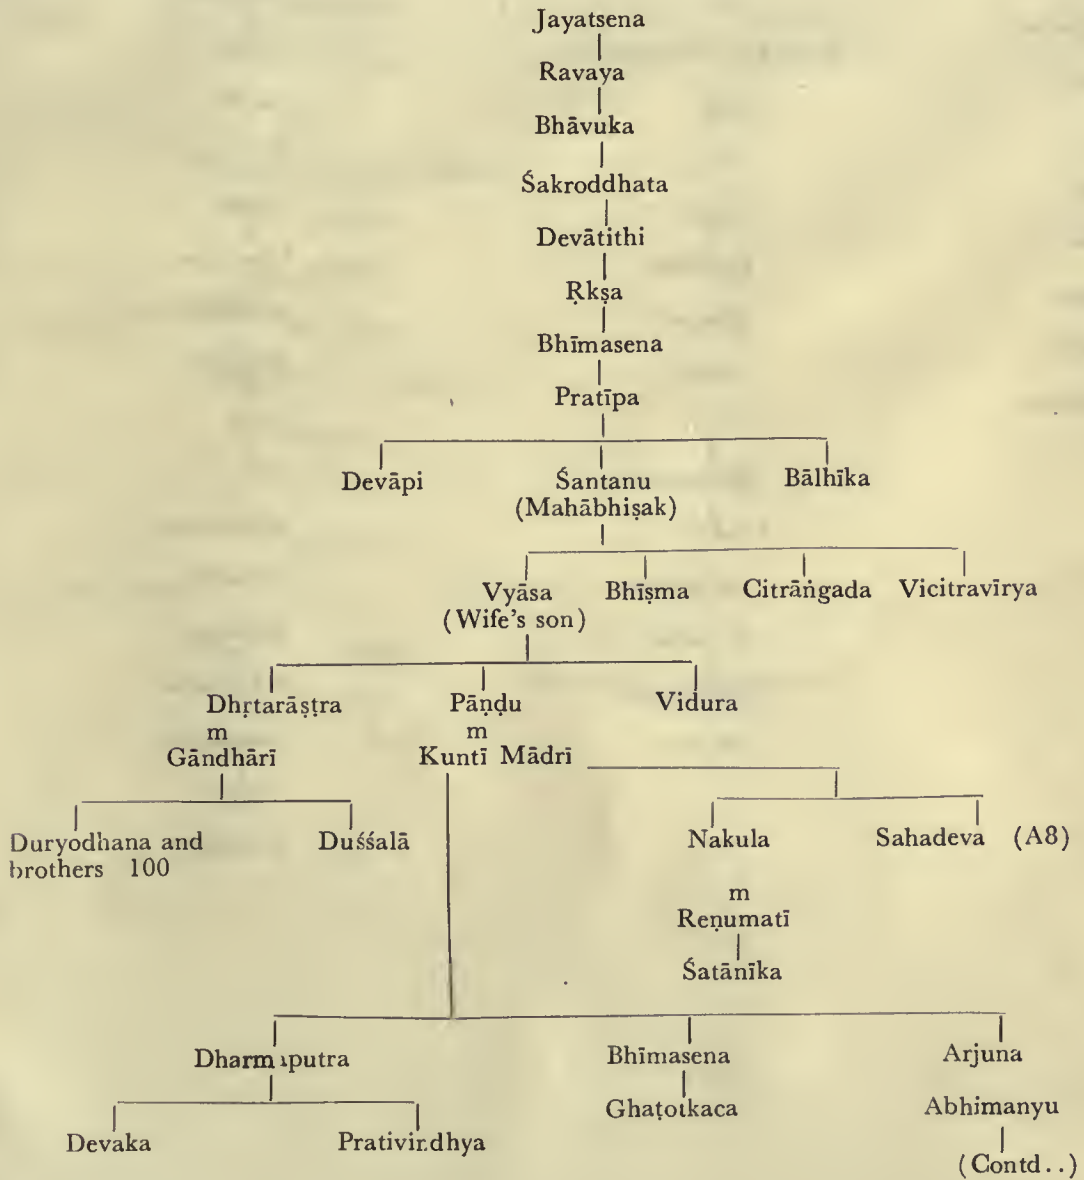 Jayatsena
Ravaya
Bhāvuka
Śakroddhata
Devātithi
Ṛkṣa
Bhīmasena
Pratīpa
Devāpi Śantanu Bālhīka
(Mahābhiṣak)
Vyāsa Bhīṣma Citrāṅgada Vicitravīrya
(Wife's son)
Dhṛtarāṣṭra Pāṇḍu Vidura
m m
Gāndhārī Kuntī Mādrī
Duryodhana and Duśśalā Nakula Sahadeva (A8)
brothers 100
m
Reṇumatī
Śatānīka
Dharmaputra Bhīmasena Arjuna
Ghaṭotkaca Abhimanyu
Devaka Prativindhya
(Contd..)